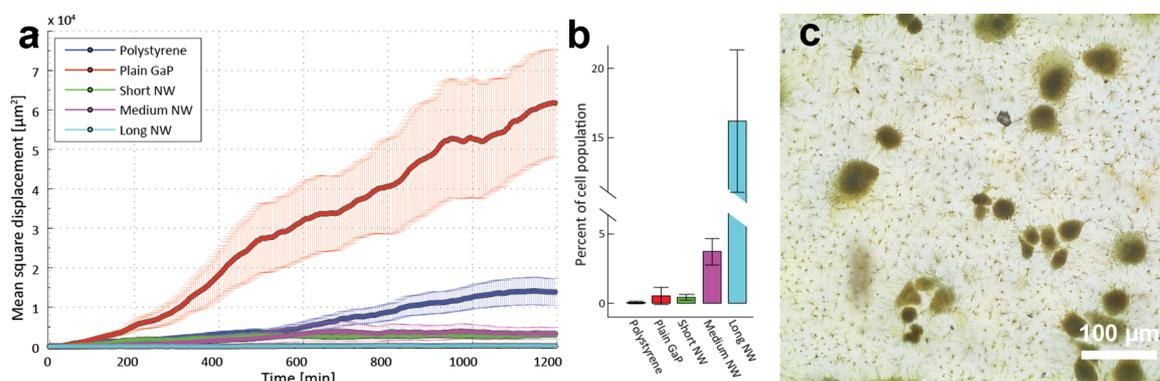 a
x 10⁴
Polystyrene
Plain GaP
Short NW
Medium NW
Long NW
Mean square displacement [µm²]
7
6
5
4
3
2
1
0
0 200 400 600 800 1000 1200
Time [min]
b
Percent of cell population
20
15
5
0
Polystyrene
Plain GaP
Short NW
Medium NW
Long NW
c
100 µm